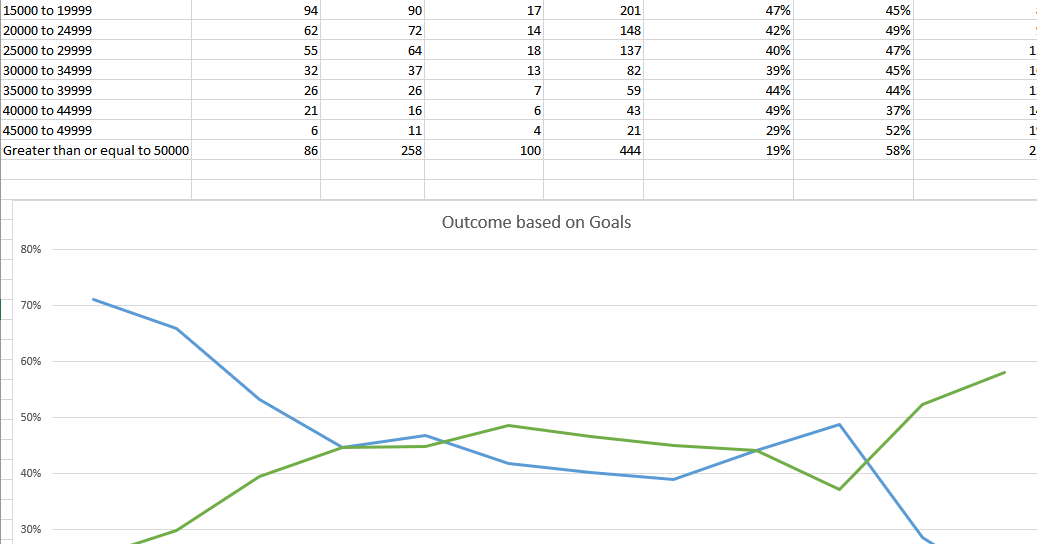 15000 to 19999 94 90 17 201 47% 45%
20000 to 24999 62 72 14 148 42% 49%
25000 to 29999 55 64 18 137 40% 47%
30000 to 34999 32 37 13 82 39% 45%
35000 to 39999 26 26 7 59 44% 44%
40000 to 44999 21 16 6 43 49% 37%
45000 to 49999 6 11 4 21 29% 52%
Greater than or equal to 50000 86 258 100 444 19% 58%
Outcome based on Goals
80%
70%
60%
50%
40%
30%